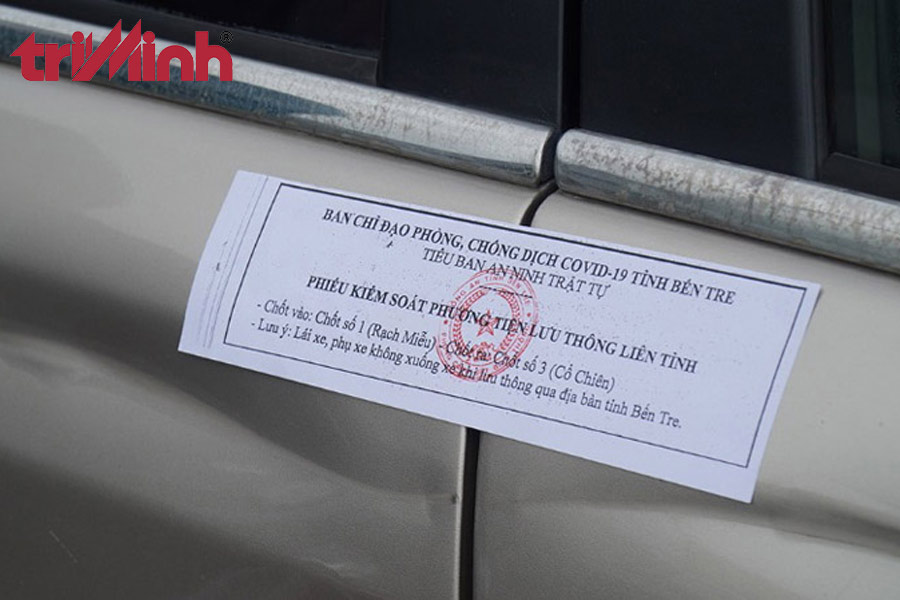 triMinh®
BAN CHỈ ĐẠO PHÒNG, CHỐNG DỊCH COVID-19 TỈNH BẾN TRE
TIỂU BAN AN NINH TRẬT TỰ
PHIẾU KIỂM SOÁT PHƯƠNG TIỆN LƯU THÔNG LIÊN TỈNH
- Chốt vào: Chốt số 1 (Rạch Miễu) - Chốt ra: Chốt số 3 (Cổ Chiên)
- Lưu ý: Lái xe, phụ xe không xuống xe khi lưu thông qua địa bàn tỉnh Bến Tre.